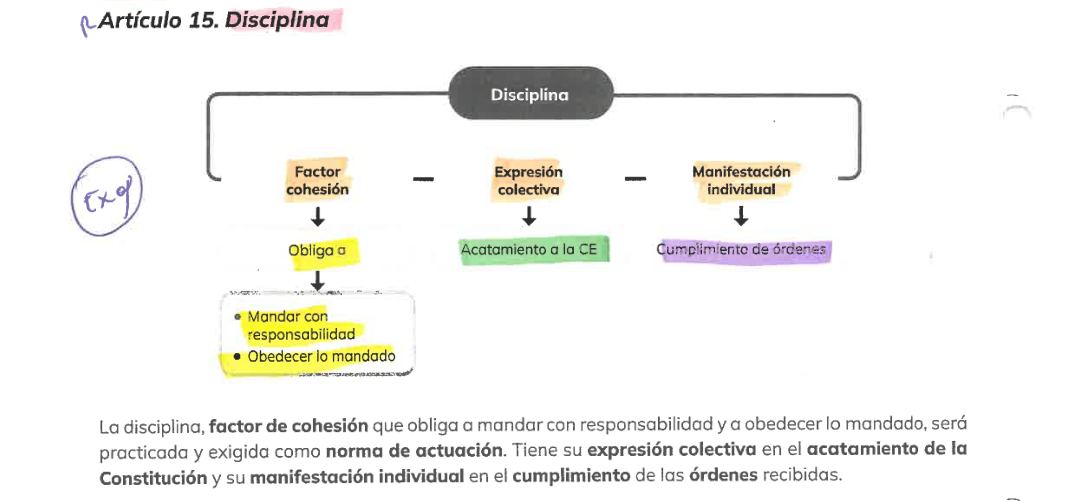 Artículo 15. Disciplina
Disciplina
Factor
cohesión
Expresión
colectiva
Manifestación
individual
Obliga a
Acatamiento a la CE
Cumplimiento de órdenes
Mandar con
responsabilidad
Obedecer lo mandado
La disciplina, factor de cohesión que obliga a mandar con responsabilidad y a obedecer lo mandado, será
practicada y exigida como norma de actuación. Tiene su expresión colectiva en el acatamiento de la
Constitución y su manifestación individual en el cumplimiento de las órdenes recibidas.